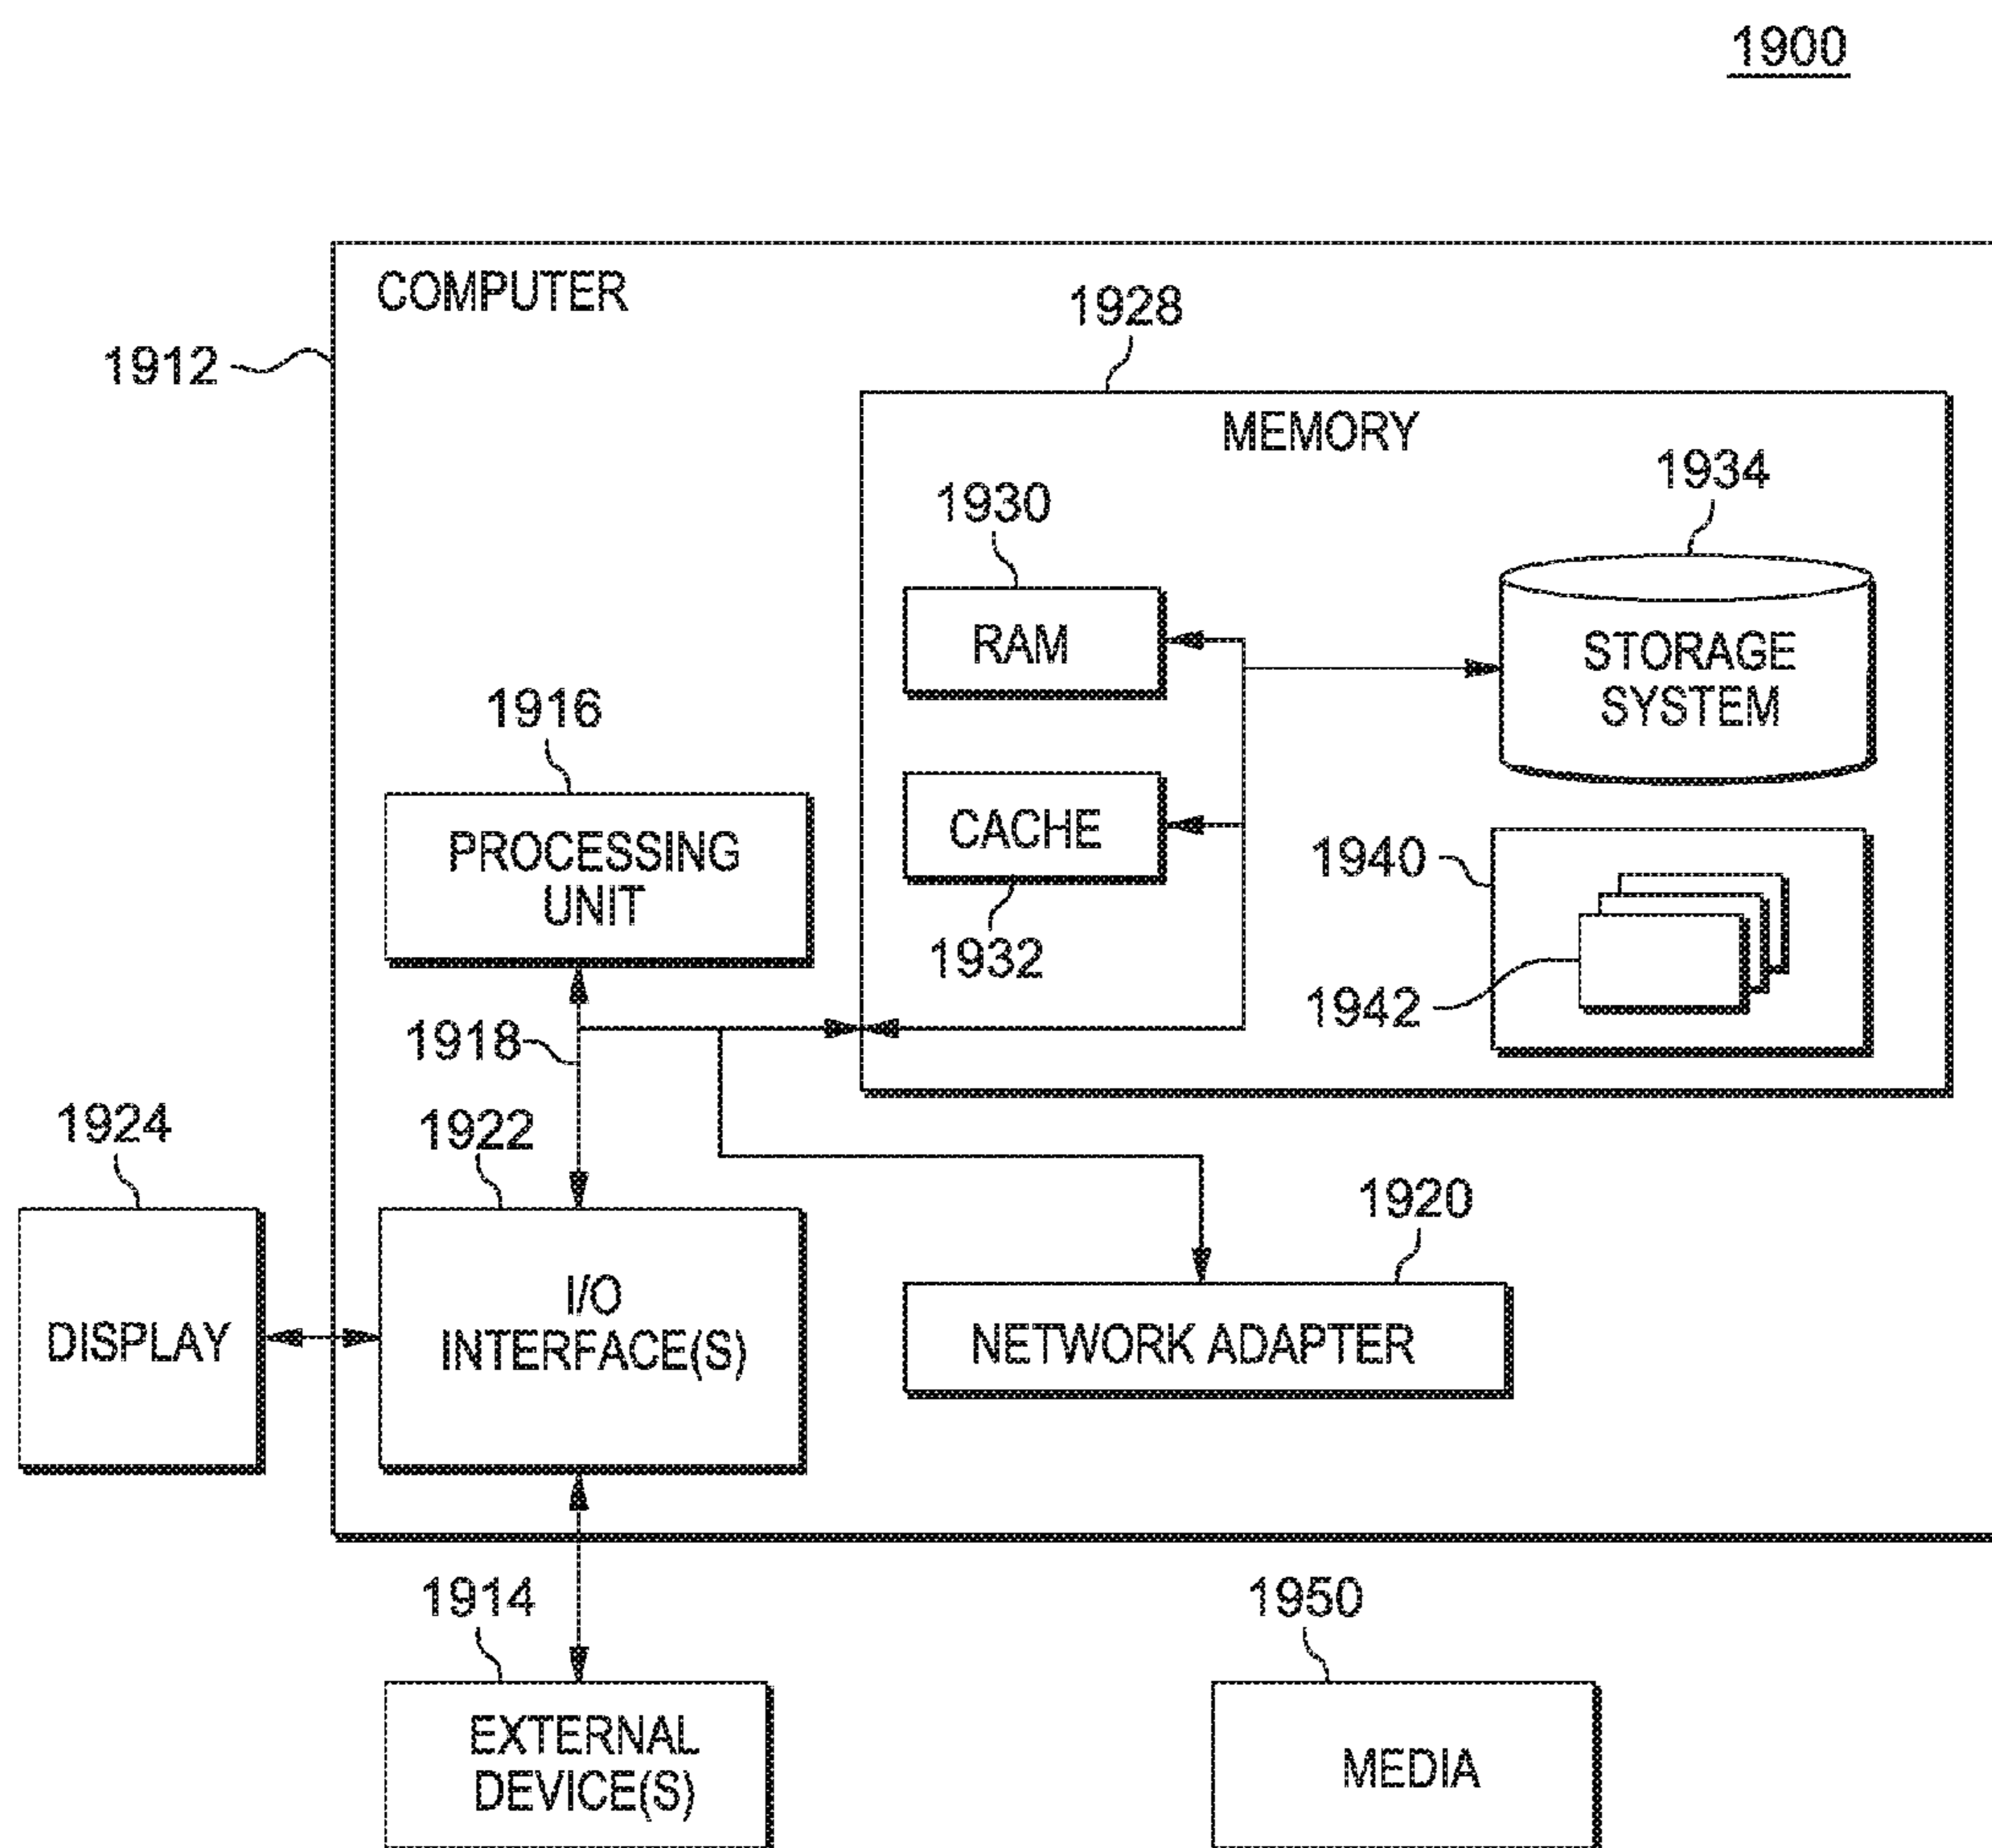 1900
COMPUTER
1912
1928
MEMORY
1934
1930
RAM
STORAGE
SYSTEM
1916
PROCESSING
UNIT
CACHE
1932
1940
1942
1918
1924
1922
1920
DISPLAY
I/O
INTERFACE(S)
NETWORK ADAPTER
1914
1950
EXTERNAL
DEVICE(S)
MEDIA